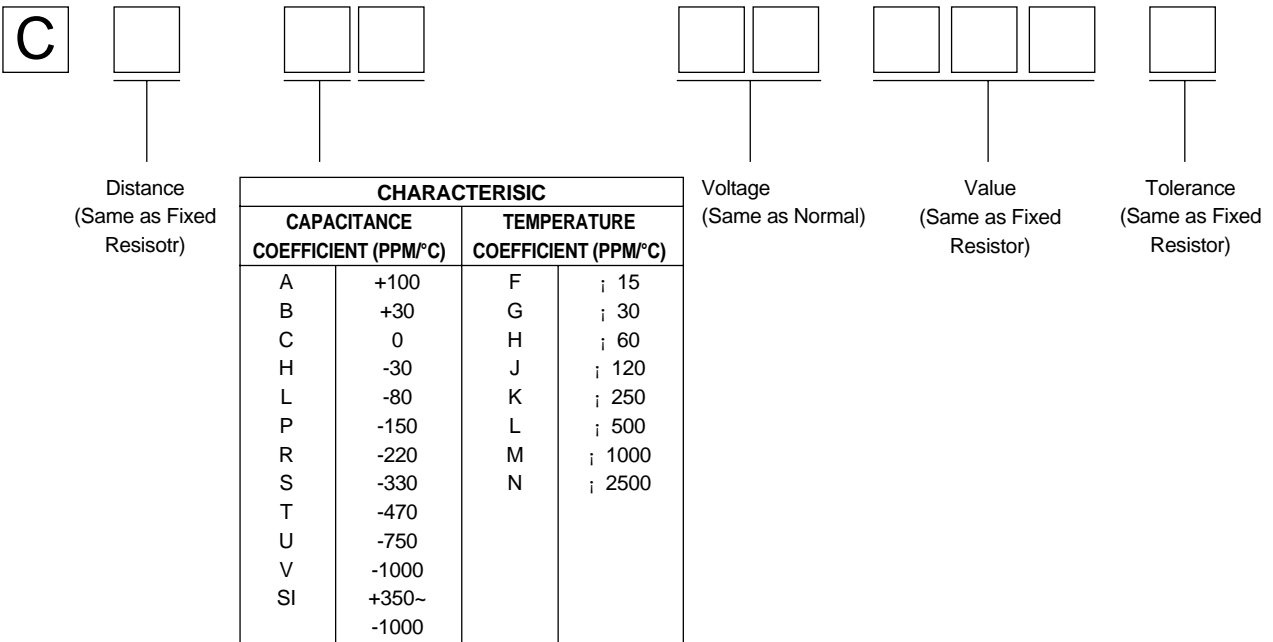 C
Distance
(Same as Fixed
Resisotr)
CHARACTERISIC
CAPACITANCE
COEFFICIENT (PPM/°C)
TEMPERATURE
COEFFICIENT (PPM/°C)
A +100 F ¡ 15
B +30 G ¡ 30
C 0 H ¡ 60
H -30 J ¡ 120
L -80 K ¡ 250
P -150 L ¡ 500
R -220 M ¡ 1000
S -330 N ¡ 2500
T -470
U -750
V -1000
SI +350~
-1000
Voltage
(Same as Normal)
Value
(Same as Fixed
Resistor)
Tolerance
(Same as Fixed
Resistor)